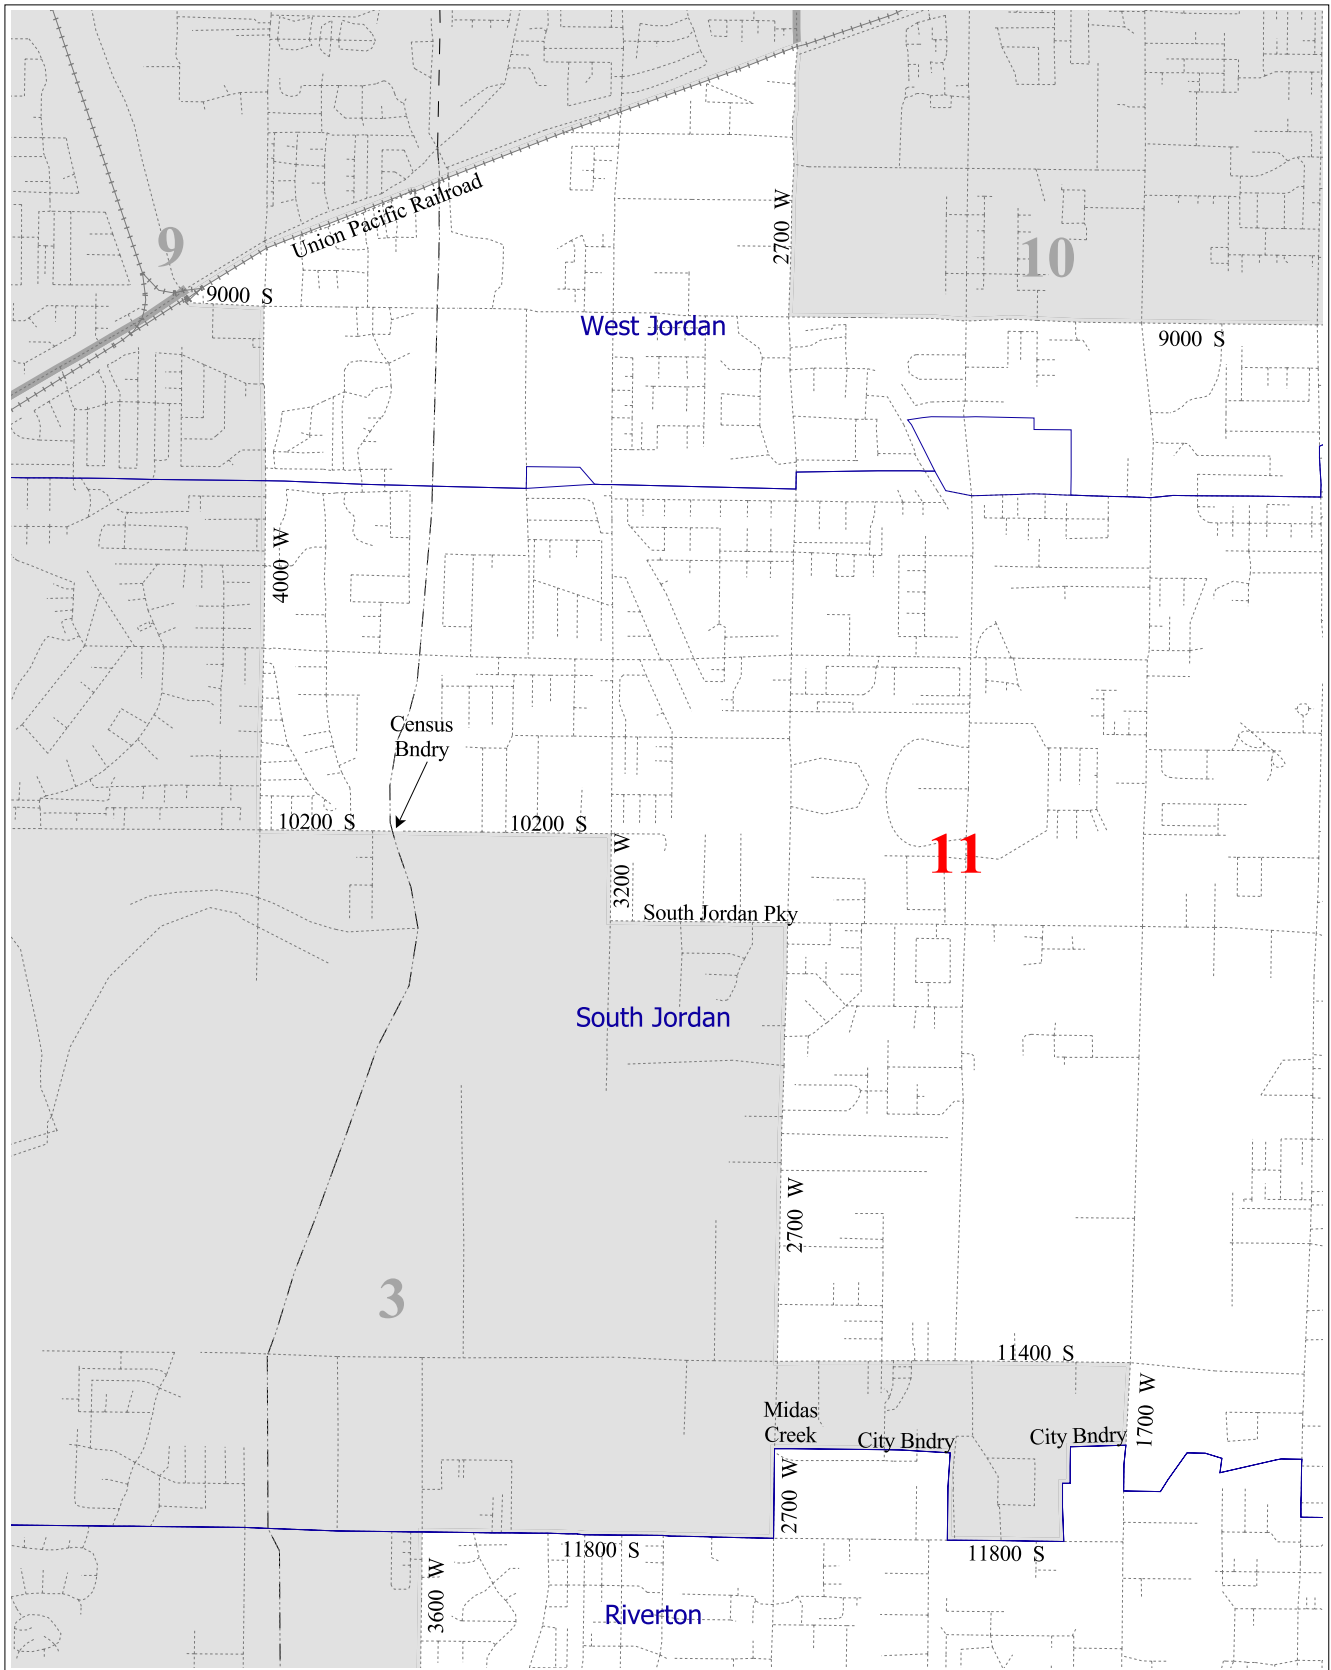 Union Pacific Railroad
2700 W
9
10
9000 S
West Jordan
9000 S
4000 W
Census
Bndry
10200 S
10200 S
3200 W
11
South Jordan Pky
South Jordan
2700 W
3
11400 S
1700 W
Midas
Creek
City Bndry
City Bndry
2700 W
11800 S
11800 S
3600 W
Riverton